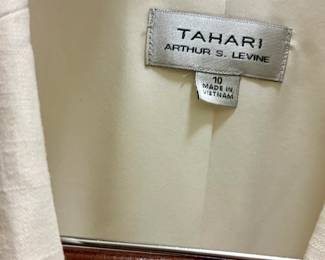 TAHARI
ARTHUR S. LEVINE
10
MADE IN
VIETNAM